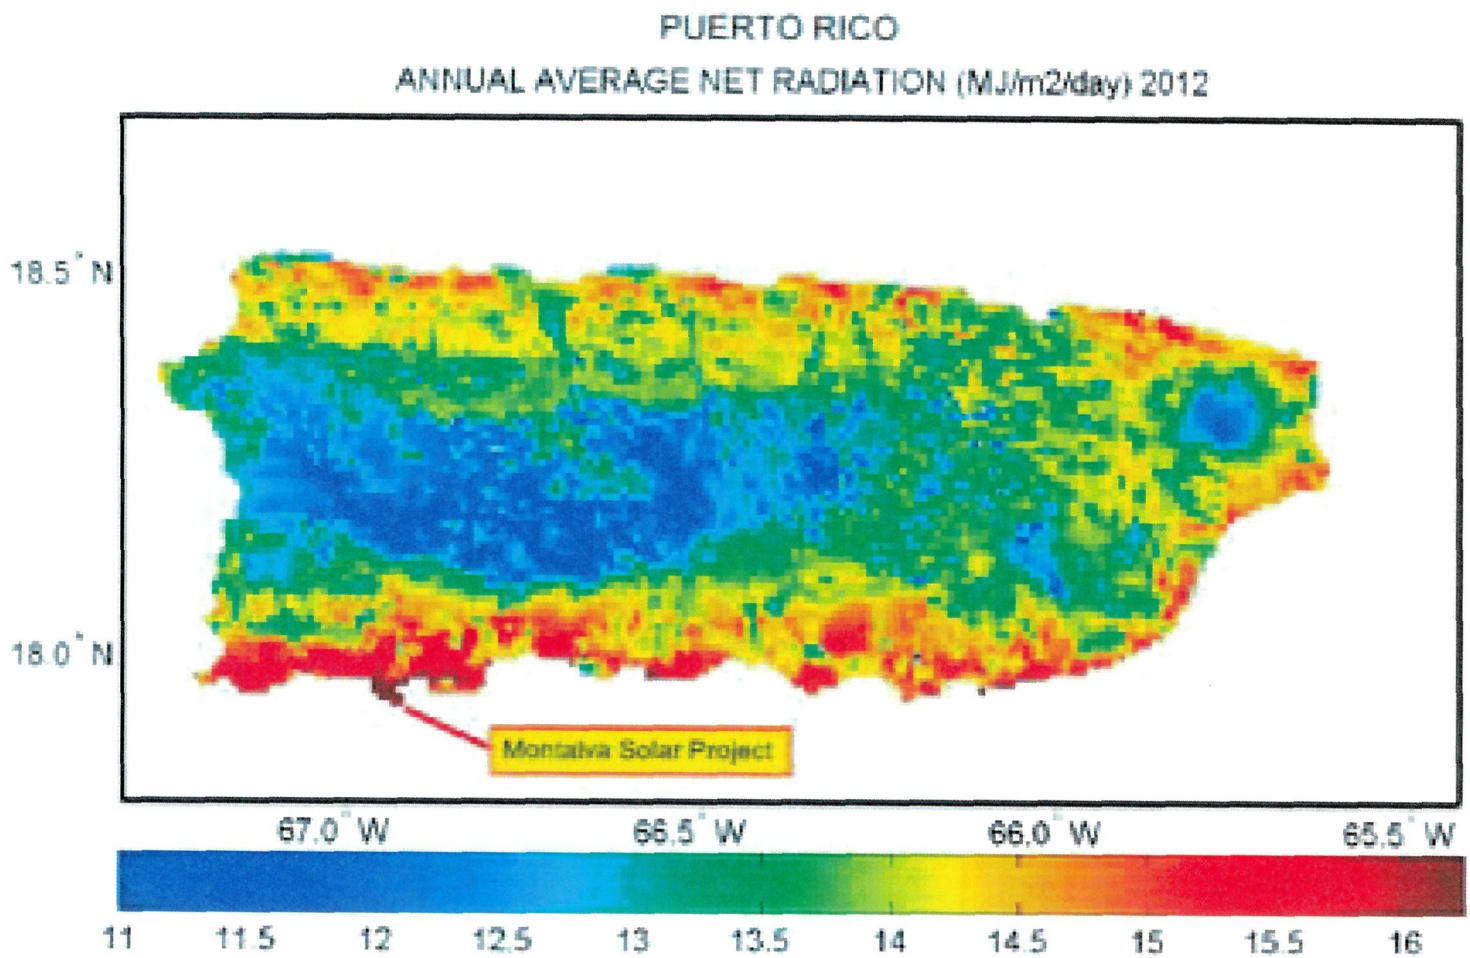 PUERTO RICO
ANNUAL AVERAGE NET RADIATION (MJ/m2/day) 2012
18.5° N
18.0° N
Montalva Solar Project
67.0° W 66.5° W 66.0° W 65.5° W
11 11.5 12 12.5 13 13.5 14 14.5 15 15.5 16